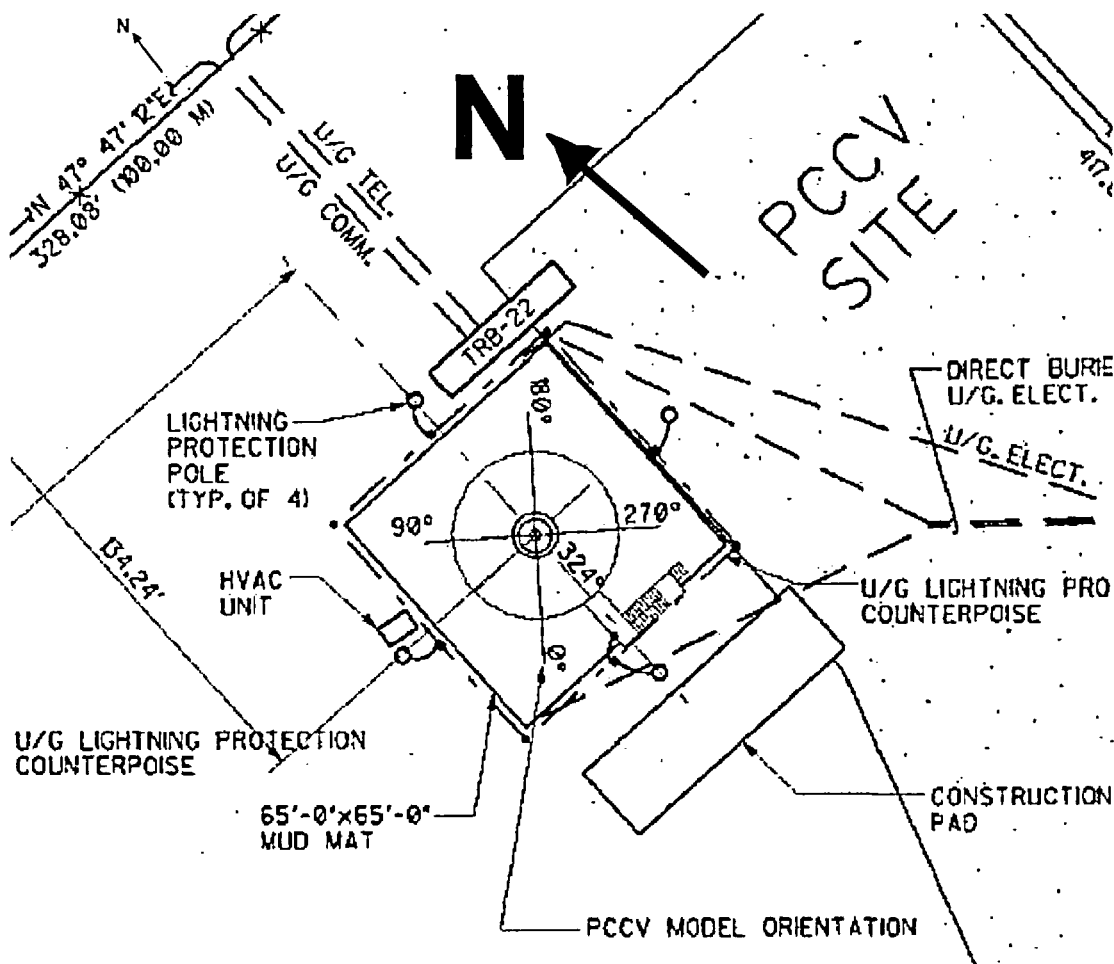 N
N
N 47° 47' 12" E
328.08' (100.00 M)
U/G TEL.
U/G COMM.
PCCV
SITE
417.
TRB-22
DIRECT BURIE
U/G. ELECT.
U/G. ELECT.
LIGHTNING
PROTECTION
POLE
(TYP. OF 4)
180°
90°
270°
324°
0°
134.24'
HVAC
UNIT
U/G LIGHTNING PRO
COUNTERPOISE
U/G LIGHTNING PROTECTION
COUNTERPOISE
65'-0"x65'-0"
MUD MAT
CONSTRUCTION
PAD
PCCV MODEL ORIENTATION